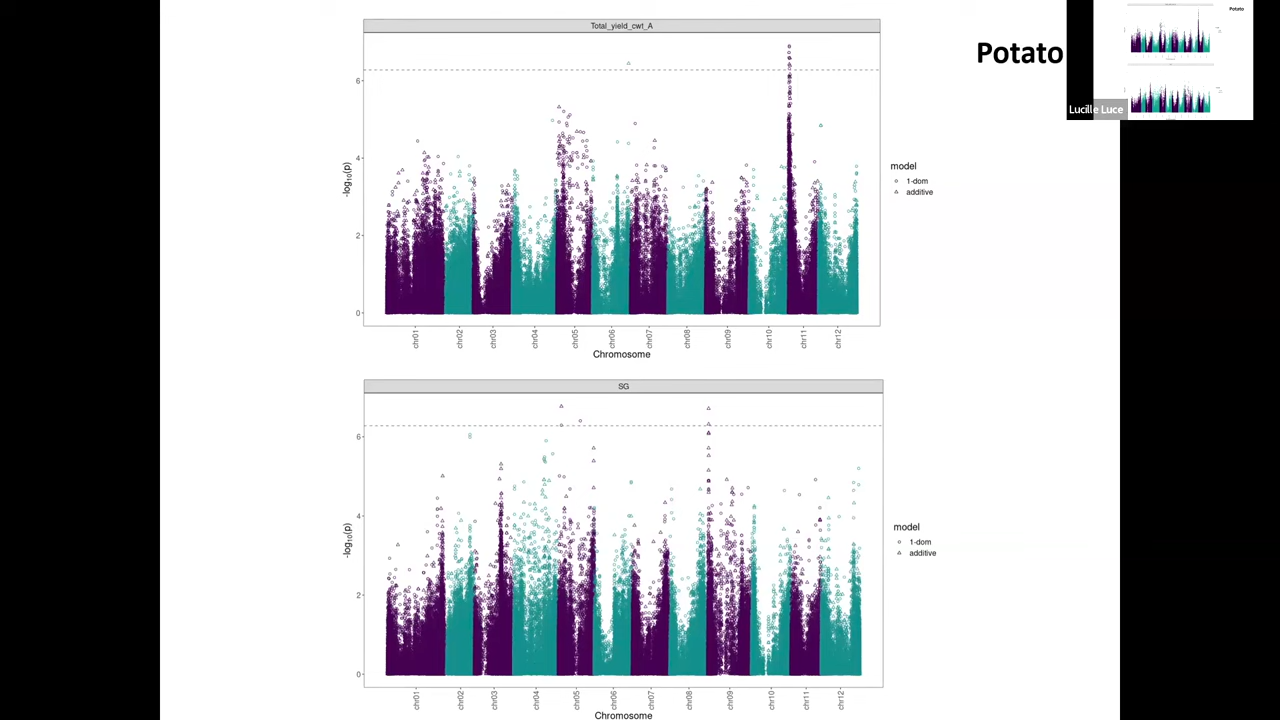 Total_yield_cwt_A
Potato
Potato
Lucille Luce
6
4
2
0
-log10(p)
model
1-dom
additive
chr01
chr02
chr03
chr04
chr05
chr06
chr07
chr08
chr09
chr10
chr11
chr12
Chromosome
SG
6
4
2
0
-log10(p)
model
1-dom
additive
chr01
chr02
chr03
chr04
chr05
chr06
chr07
chr08
chr09
chr10
chr11
chr12
Chromosome